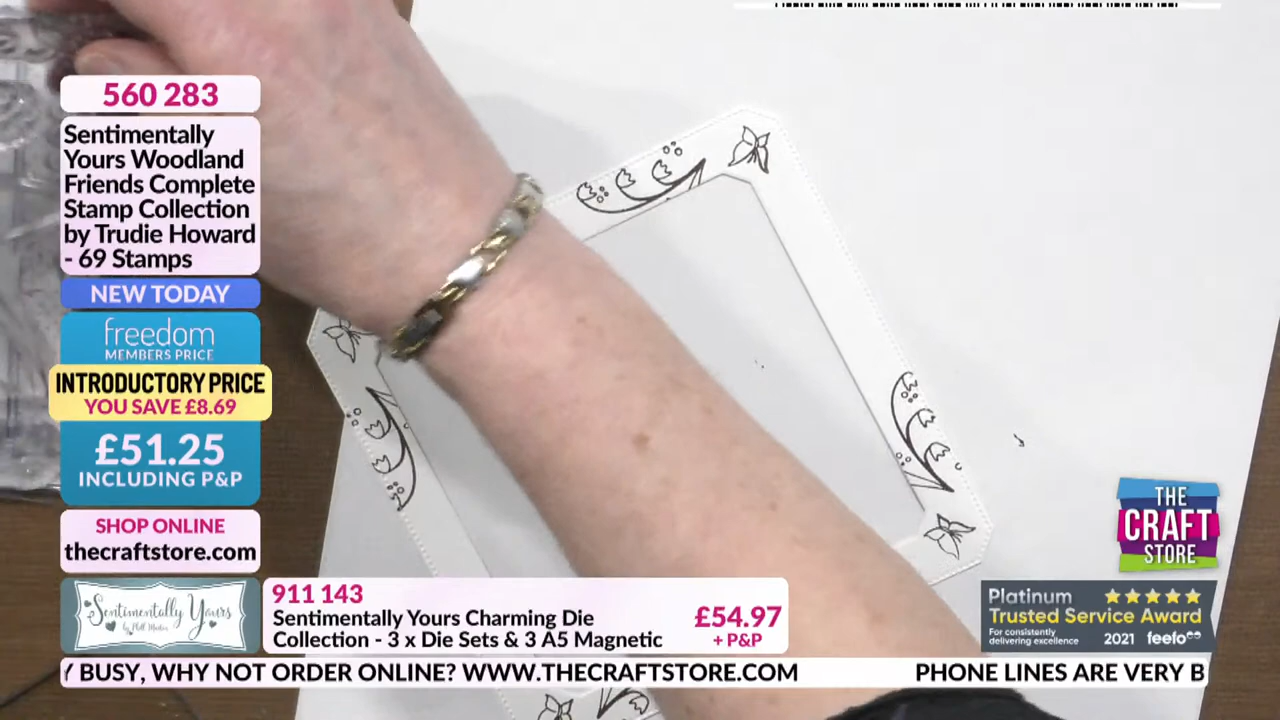 560 283
Sentimentally
Yours Woodland
Friends Complete
Stamp Collection
by Trudie Howard
- 69 Stamps
NEW TODAY
freedom
MEMBERS PRICE
INTRODUCTORY PRICE
YOU SAVE £8.69
£51.25
INCLUDING P&P
SHOP ONLINE
thecraftstore.com
Sentimentally Yours
911 143
Sentimentally Yours Charming Die
Collection - 3 x Die Sets & 3 A5 Magnetic
£54.97
+ P&P
THE
CRAFT
STORE
Platinum
Trusted Service Award
For consistently
delivering excellence
2021 feefo
Y BUSY, WHY NOT ORDER ONLINE? WWW.THECRAFTSTORE.COM PHONE LINES ARE VERY B